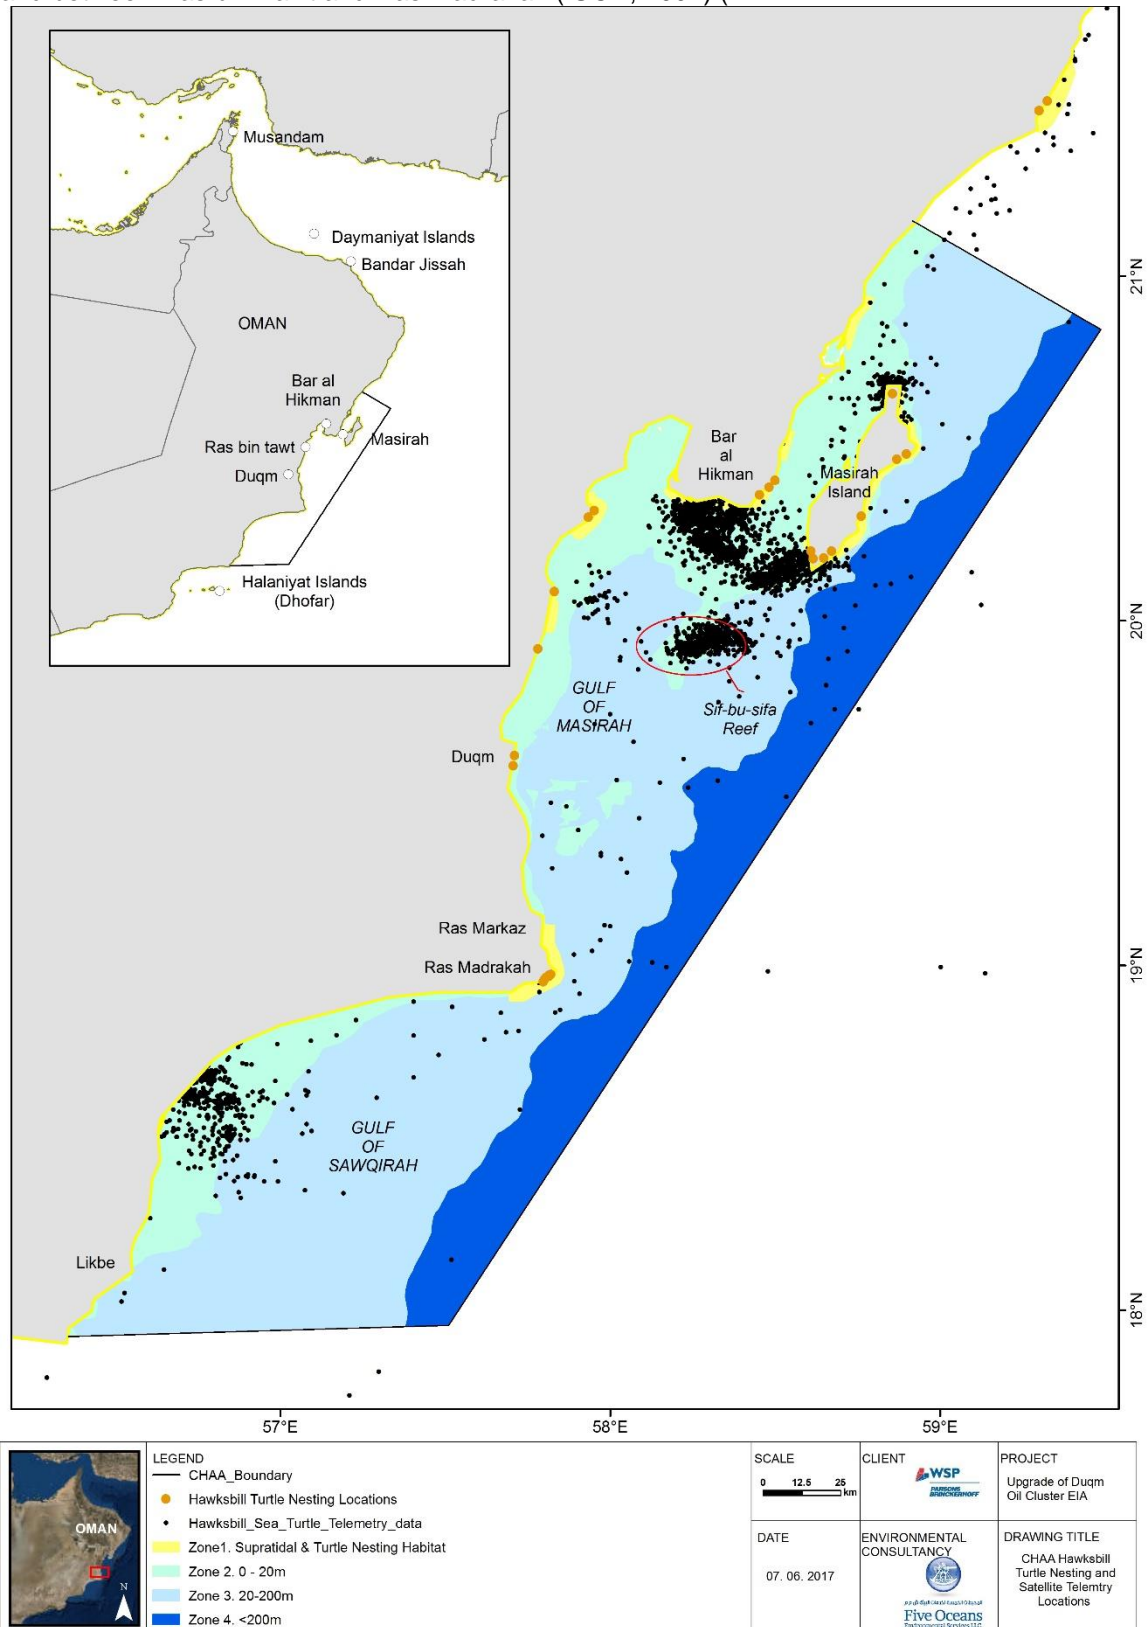 Musandam
Daymaniyat Islands
Bandar Jissah
OMAN
Bar al
Hikman
Ras bin tawt
Masirah
Duqm
Halaniyat Islands
(Dhofar)
21°N
Bar
al
Hikman
Masirah
Island
20°N
GULF
OF
MASIRAH
Sif-bu-sifa
Reef
Duqm
Ras Markaz
Ras Madrakah
19°N
GULF
OF
SAWQIRAH
Likbe
18°N
57°E
58°E
59°E
OMAN
N
LEGEND
CHAA_Boundary
Hawksbill Turtle Nesting Locations
Hawksbill_Sea_Turtle_Telemetry_data
Zone1. Supratidal & Turtle Nesting Habitat
Zone 2. 0 - 20m
Zone 3. 20-200m
Zone 4. <200m
SCALE
0 12.5 25
km
CLIENT
WSP
PARSONS
BRINCKERHOFF
PROJECT
Upgrade of Duqm
Oil Cluster EIA
DATE
07. 06. 2017
ENVIRONMENTAL
CONSULTANCY
Five Oceans
Environmental Services LLC
DRAWING TITLE
CHAA Hawksbill
Turtle Nesting and
Satellite Telemtry
Locations